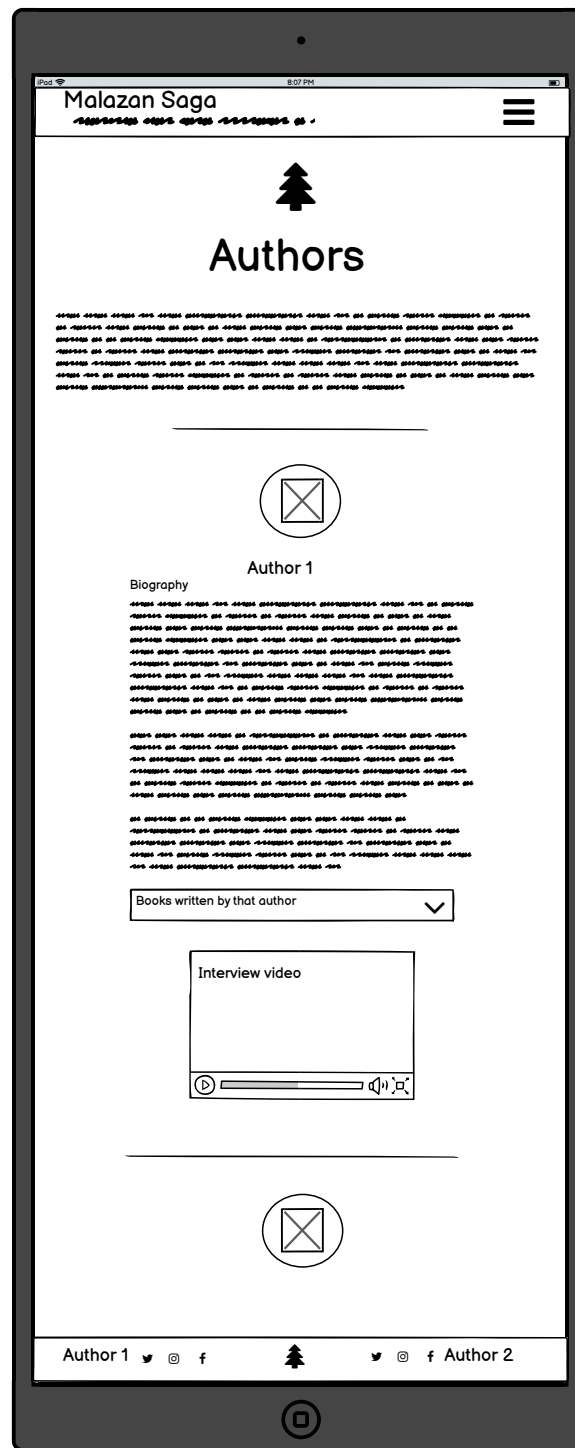 iPad
8:07 PM
Malazan Saga
Authors
Author 1
Biography
Books written by that author
Interview video
Author 1
Author 2